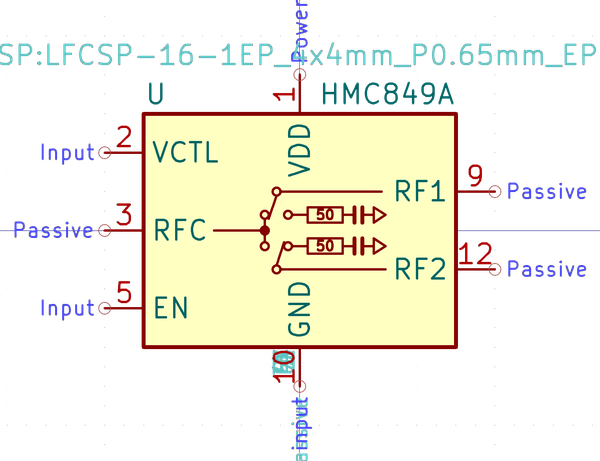 Power
SP:LFCSP-16-1EP_4x4mm_P0.65mm_EP
U
1
HMC849A
VDD
Input
2
VCTL
RF1
9
Passive
Passive
3
RFC
50
50
RF2
12
Passive
Input
5
EN
GND
10
input